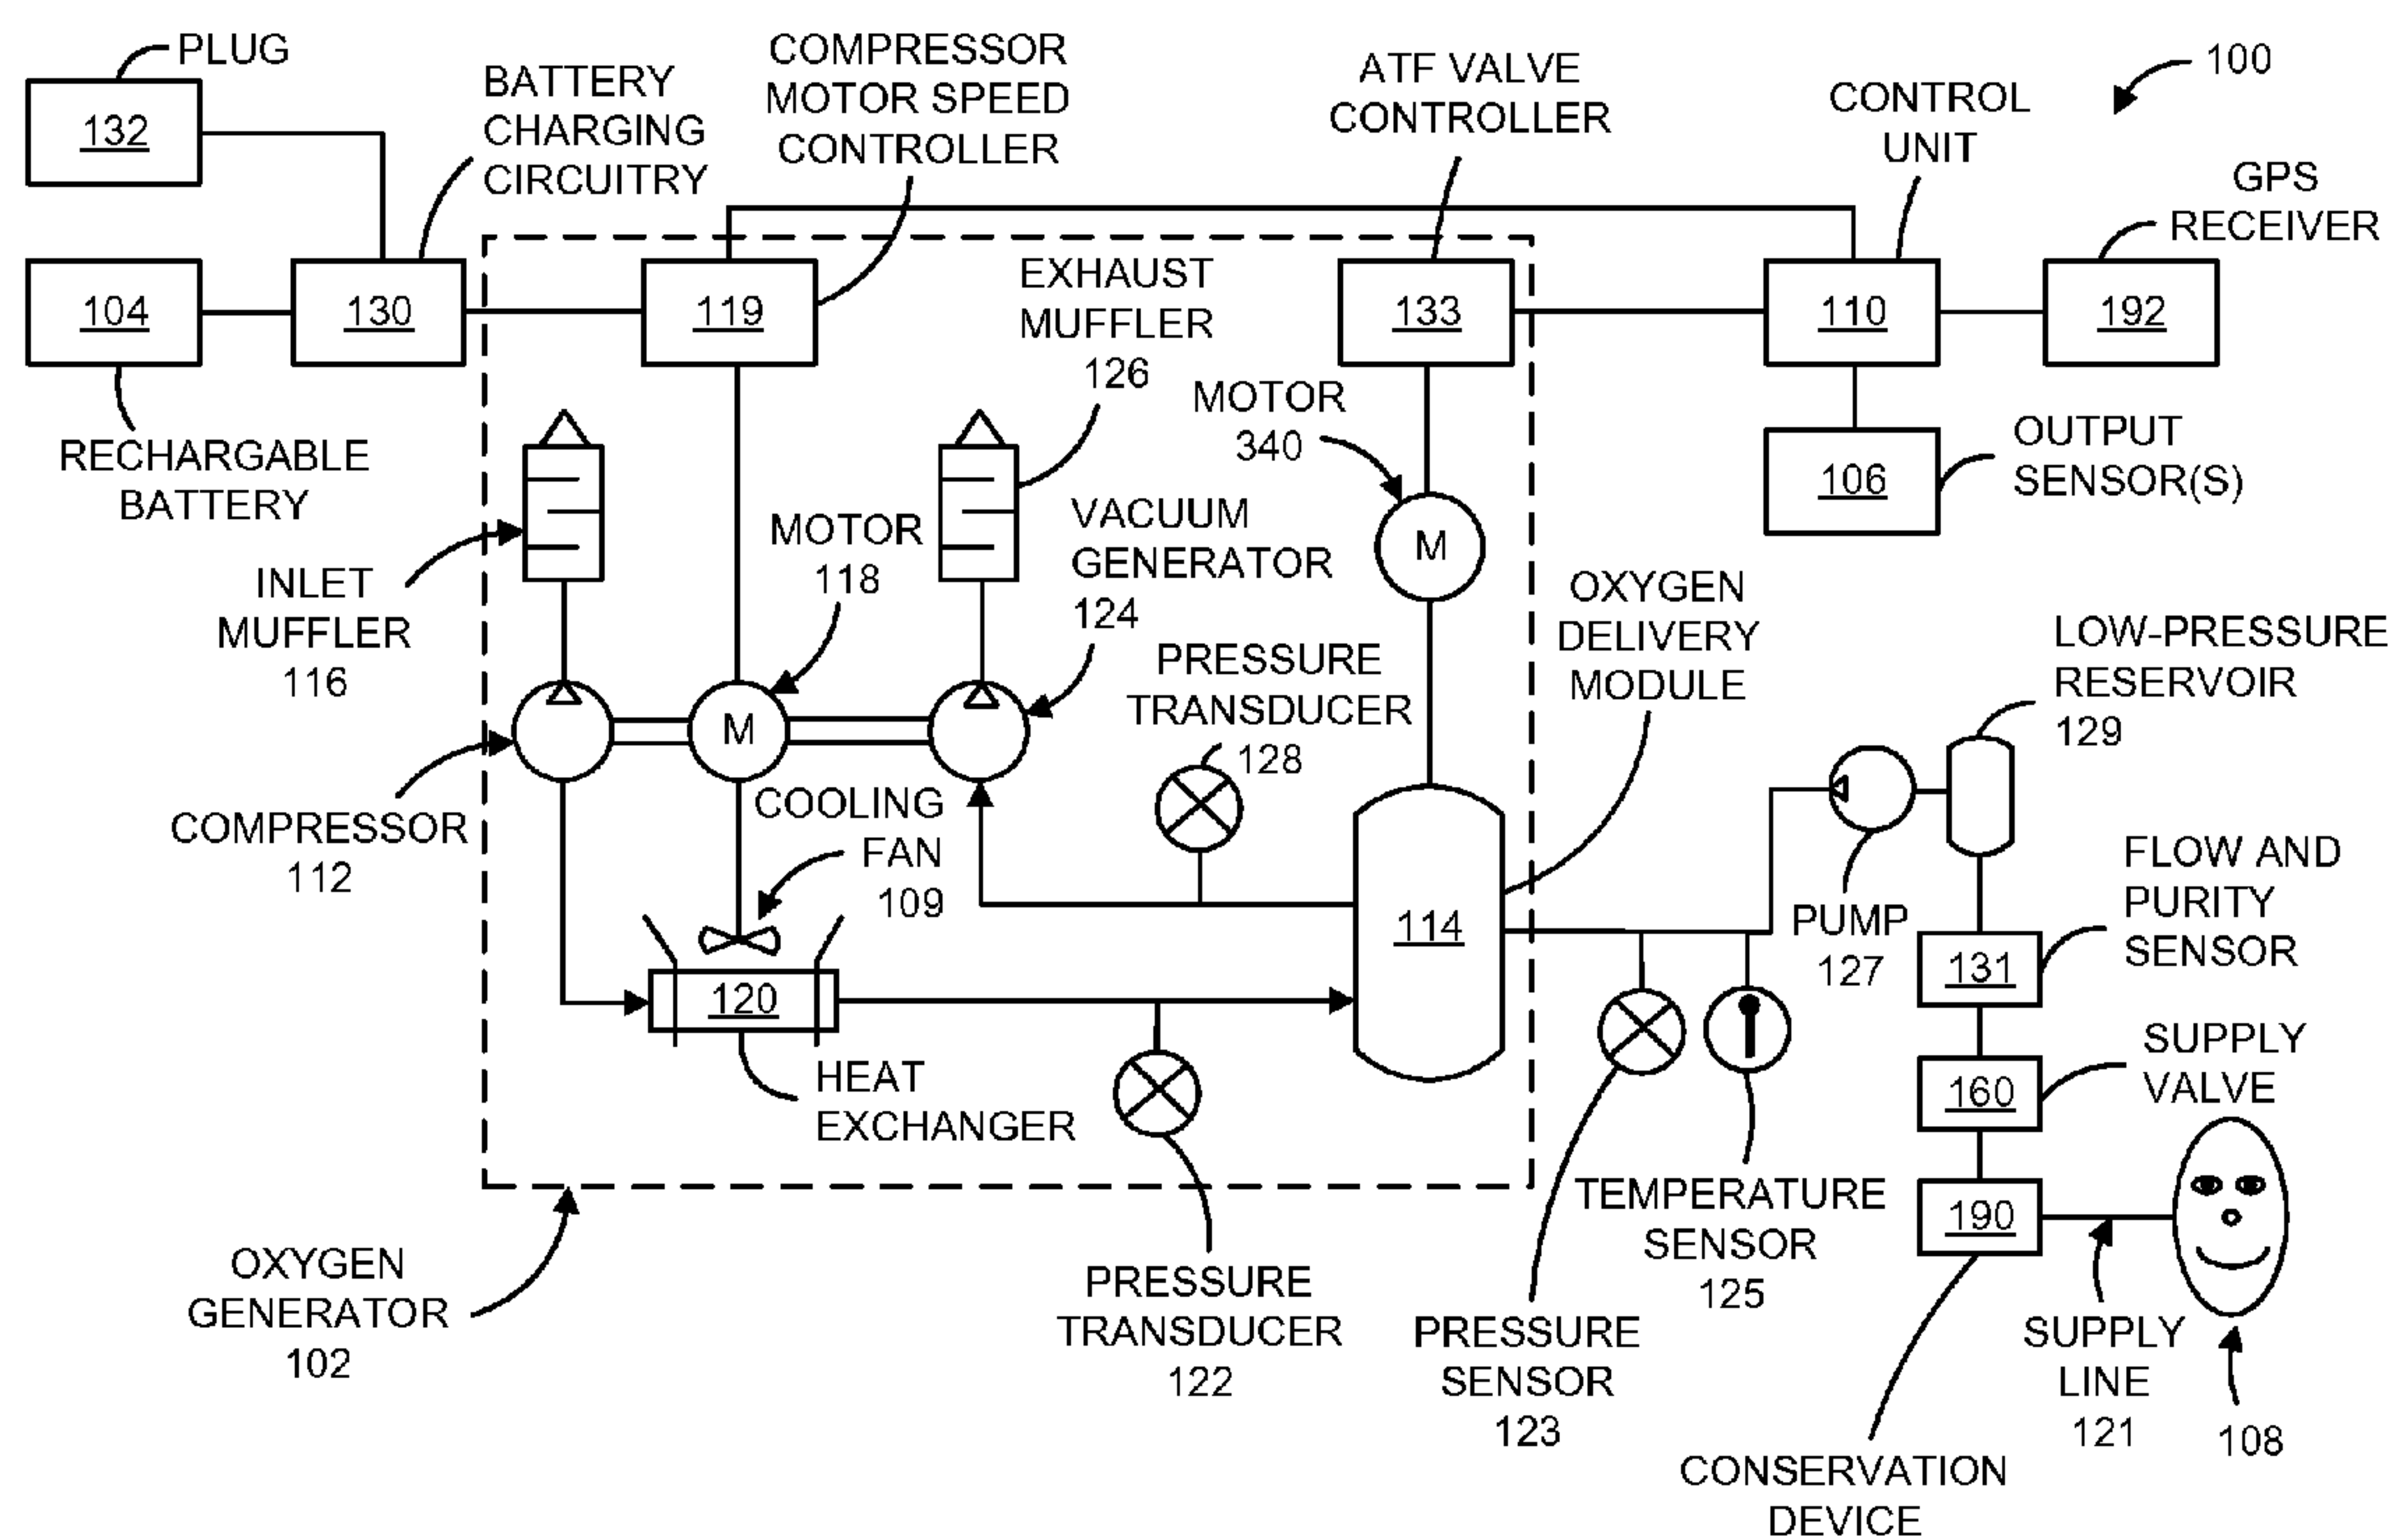 PLUG
132
BATTERY
CHARGING
CIRCUITRY
COMPRESSOR
MOTOR SPEED
CONTROLLER
ATF VALVE
CONTROLLER
CONTROL
UNIT
100
GPS
RECEIVER
104
130
119
EXHAUST
MUFFLER
126
133
110
192
RECHARGABLE
BATTERY
MOTOR
340
OUTPUT
SENSOR(S)
106
INLET
MUFFLER
116
MOTOR
118
VACUUM
GENERATOR
124
M
OXYGEN
DELIVERY
MODULE
PRESSURE
TRANSDUCER
128
LOW-PRESSURE
RESERVOIR
129
M
COMPRESSOR
112
COOLING
FAN
109
114
PUMP
127
FLOW AND
PURITY
SENSOR
131
120
HEAT
EXCHANGER
SUPPLY
VALVE
160
OXYGEN
GENERATOR
102
PRESSURE
TRANSDUCER
122
PRESSURE
SENSOR
123
TEMPERATURE
SENSOR
125
190
SUPPLY
LINE
121
108
CONSERVATION
DEVICE